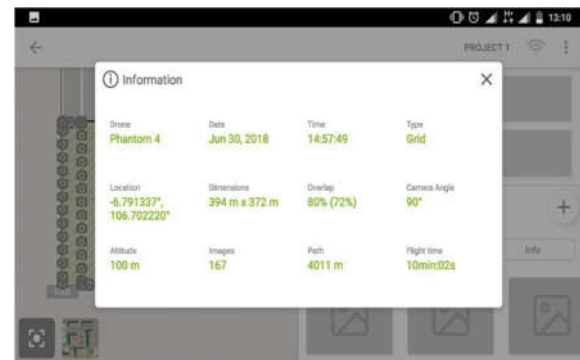 13:10
PROJECT 1
Information
Drone Date Time Type
Phantom 4 Jun 30, 2018 14:57:49 Grid
Location Dimensions Overlap Camera Angle
-6.791337°, 394 m x 372 m 80% (72%) 90°
106.702220°
Altitude Images Path Flight time
100 m 167 4011 m 10min:02s
Info